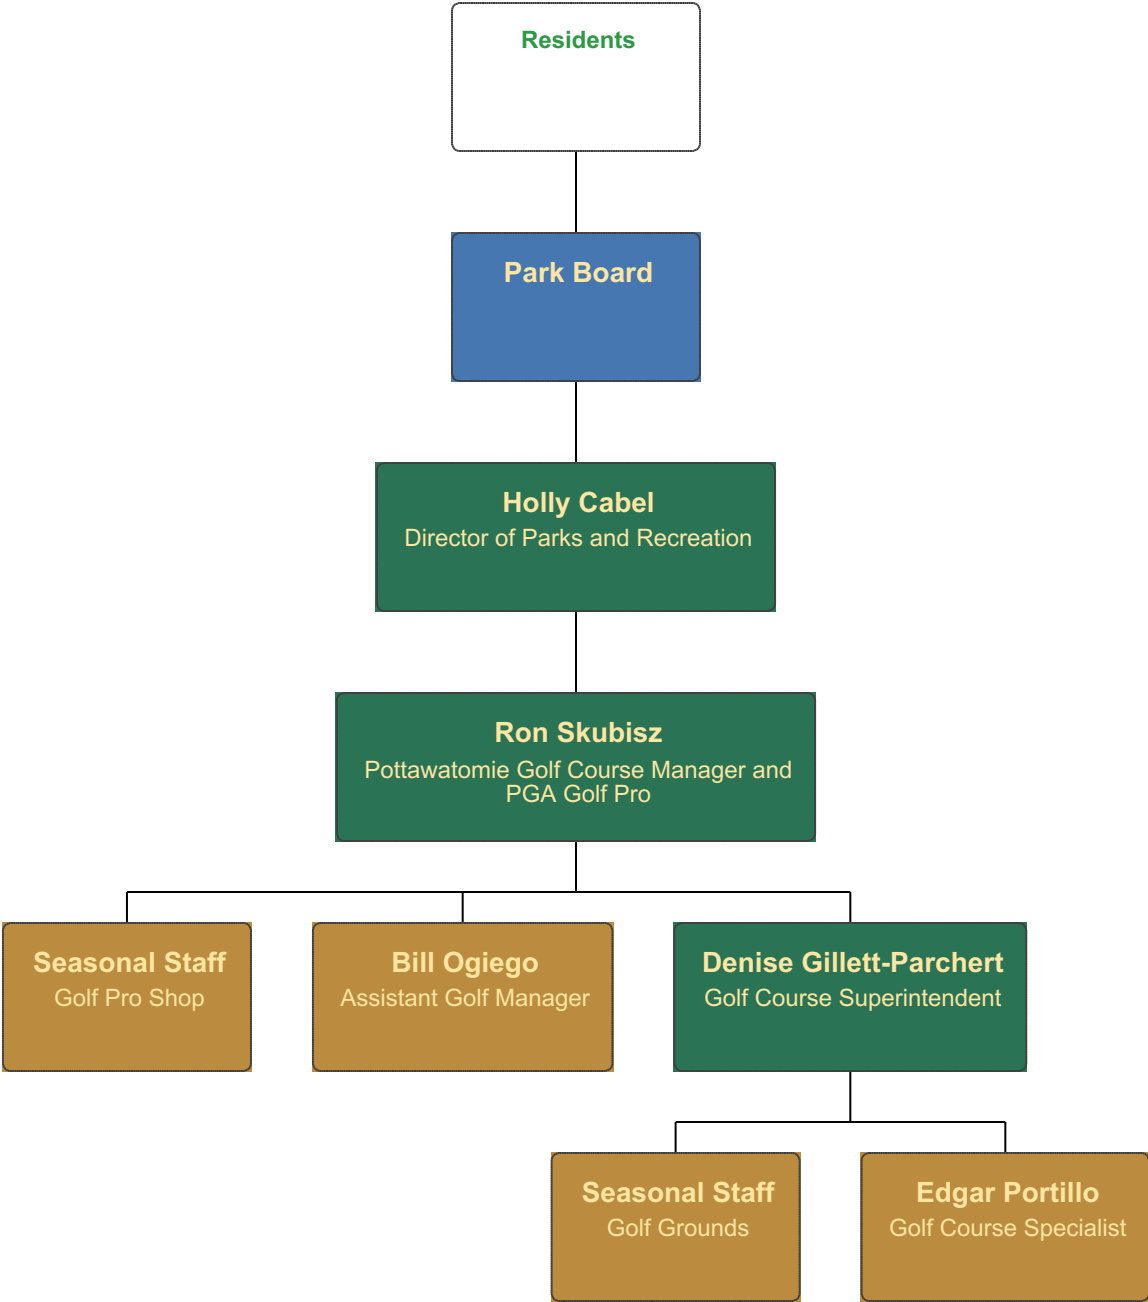 Residents
Park Board
Holly Cabel
Director of Parks and Recreation
Ron Skubisz
Pottawatomie Golf Course Manager and
PGA Golf Pro
Seasonal Staff
Golf Pro Shop
Bill Ogiego
Assistant Golf Manager
Denise Gillett-Parchert
Golf Course Superintendent
Seasonal Staff
Golf Grounds
Edgar Portillo
Golf Course Specialist